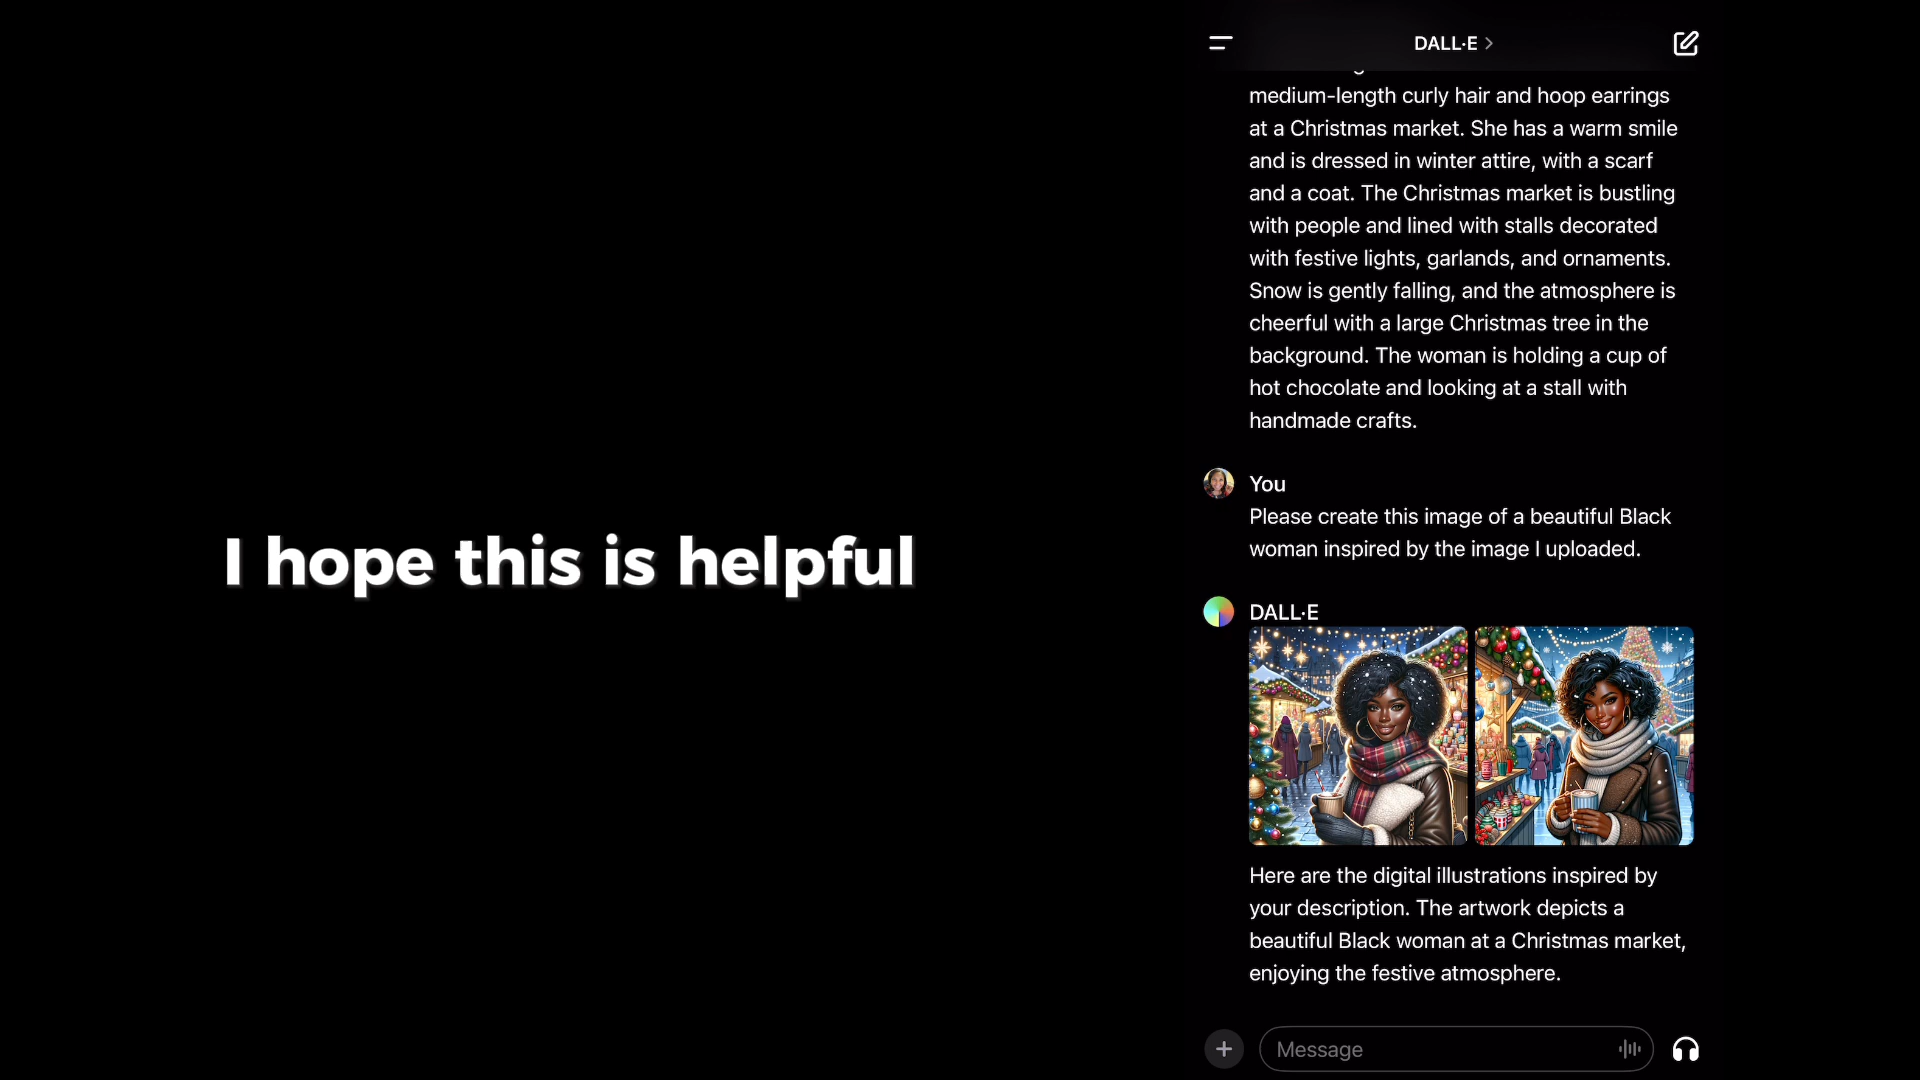 I hope this is helpful
DALL·E
medium-length curly hair and hoop earrings
at a Christmas market. She has a warm smile
and is dressed in winter attire, with a scarf
and a coat. The Christmas market is bustling
with people and lined with stalls decorated
with festive lights, garlands, and ornaments.
Snow is gently falling, and the atmosphere is
cheerful with a large Christmas tree in the
background. The woman is holding a cup of
hot chocolate and looking at a stall with
handmade crafts.
You
Please create this image of a beautiful Black
woman inspired by the image I uploaded.
DALL·E
Here are the digital illustrations inspired by
your description. The artwork depicts a
beautiful Black woman at a Christmas market,
enjoying the festive atmosphere.
Message